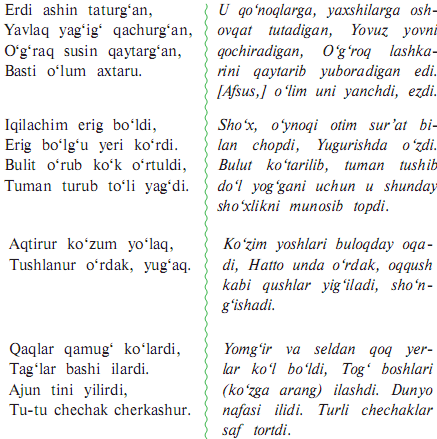 Erdi ashin taturg‘an,
Yavlaq yag‘ig‘ qachurg‘an,
O‘g‘raq susin qaytarg‘an,
Basti o‘lum axtaru.
U qo‘noqlarga, yaxshilarga osh-
ovqat tutadigan, Yovuz yovni
qochiradigan, O‘g‘roq lashka-
rini qaytarib yuboradigan edi.
[Afsus,] o‘lim uni yanchdi, ezdi.
Iqilachim erig bo‘ldi,
Erig bo‘lg‘u yeri ko‘rdi.
Bulit o‘rub ko‘k o‘rtuldi,
Tuman turub to‘li yag‘di.
Sho‘x, o‘ynoqi otim sur’at bi-
lan chopdi, Yugurishda o‘zdi.
Bulut ko‘tarilib, tuman tushib
do‘l yog‘gani uchun u shunday
sho‘xlikni munosib topdi.
Aqtirur ko‘zum yo‘laq,
Tushlanur o‘rdak, yug‘aq.
Ko‘zim yoshlari buloqday oqa-
di, Hatto unda o‘rdak, oqqush
kabi qushlar yig‘iladi, sho‘n-
g‘ishadi.
Qaqlar qamug‘ ko‘lardi,
Tag‘lar bashi ilardi.
Ajun tini yilirdi,
Tu-tu chechak cherkashur.
Yomg‘ir va seldan qoq yer-
lar ko‘l bo‘ldi, Tog‘ boshlari
(ko‘zga arang) ilashdi. Dunyo
nafasi ilidi. Turli chechaklar
saf tortdi.